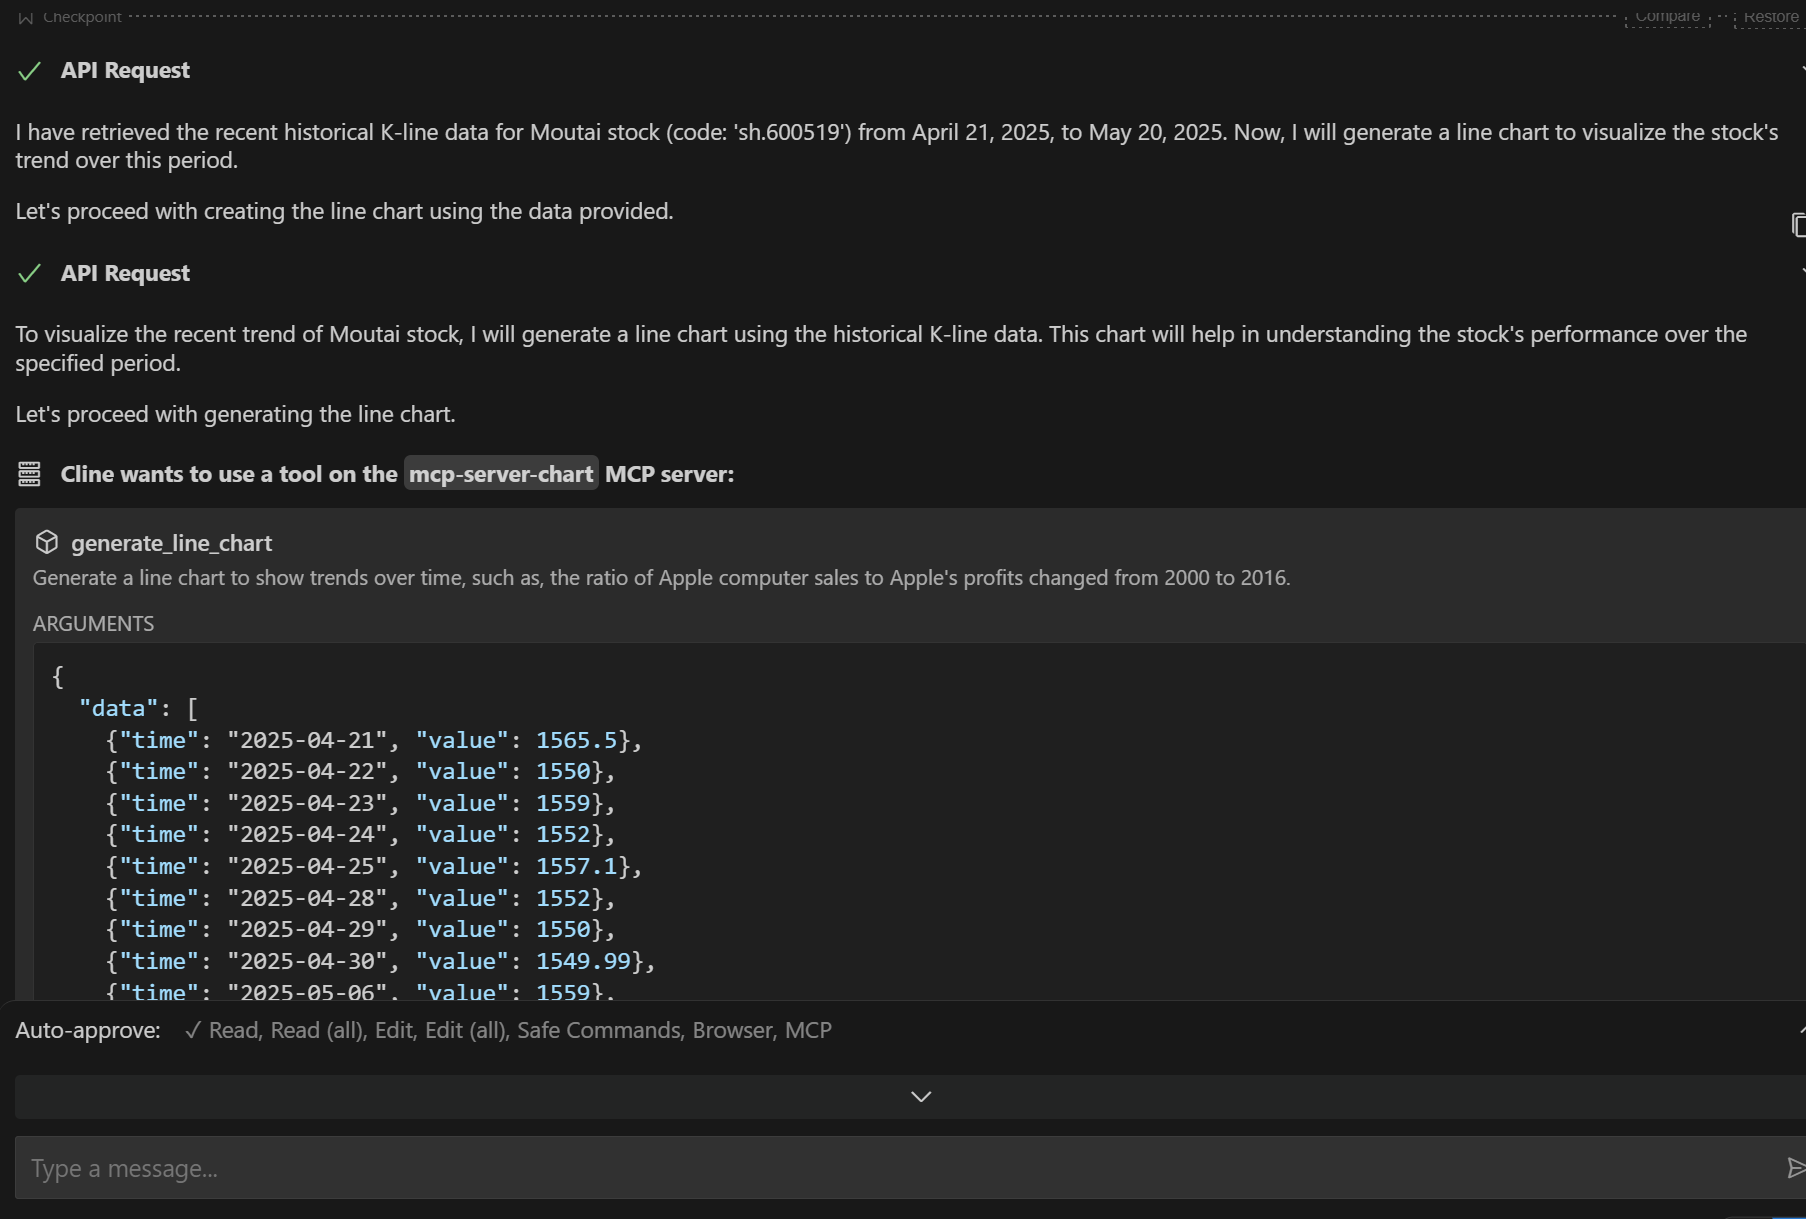 Checkpoint
Compare
Restore
API Request
I have retrieved the recent historical K-line data for Moutai stock (code: 'sh.600519') from April 21, 2025, to May 20, 2025. Now, I will generate a line chart to visualize the stock's
trend over this period.
Let's proceed with creating the line chart using the data provided.
API Request
To visualize the recent trend of Moutai stock, I will generate a line chart using the historical K-line data. This chart will help in understanding the stock's performance over the
specified period.
Let's proceed with generating the line chart.
Cline wants to use a tool on the mcp-server-chart MCP server:
generate_line_chart
Generate a line chart to show trends over time, such as, the ratio of Apple computer sales to Apple's profits changed from 2000 to 2016.
ARGUMENTS
{
"data": [
{"time": "2025-04-21", "value": 1565.5},
{"time": "2025-04-22", "value": 1550},
{"time": "2025-04-23", "value": 1559},
{"time": "2025-04-24", "value": 1552},
{"time": "2025-04-25", "value": 1557.1},
{"time": "2025-04-28", "value": 1552},
{"time": "2025-04-29", "value": 1550},
{"time": "2025-04-30", "value": 1549.99},
{"time": "2025-05-06", "value": 1559},
Auto-approve: ✓ Read, Read (all), Edit, Edit (all), Safe Commands, Browser, MCP
Type a message...